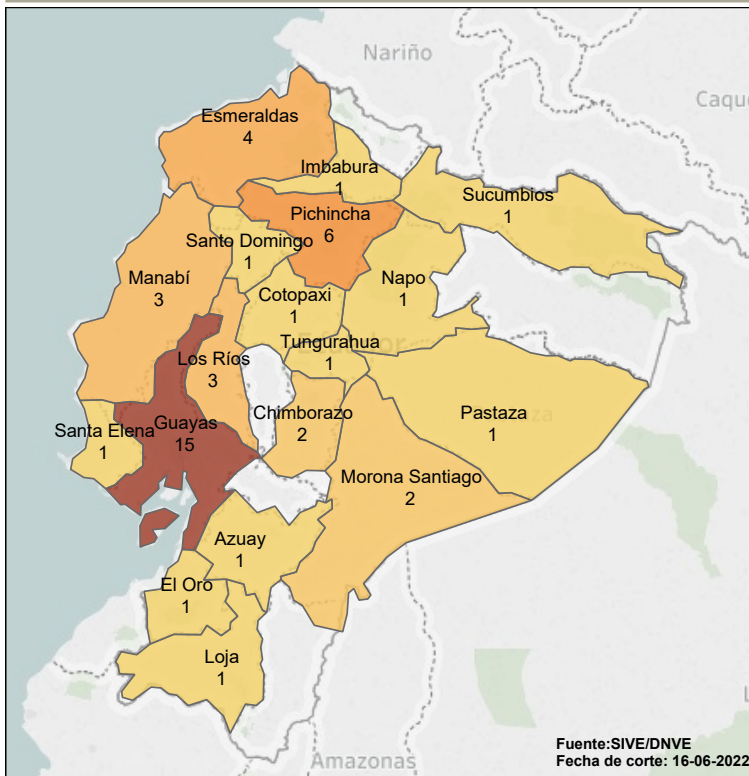 Nariño
Caque
Esmeraldas
4
Imbabura
1
Sucumbios
1
Pichincha
6
Santo Domingo
1
Manabí
3
Napo
1
Cotopaxi
1
Tungurahua
1
Los Ríos
3
Chimborazo
2
Pastaza
1
Santa Elena
1
Guayas
15
Morona Santiago
2
Azuay
1
El Oro
1
Loja
1
Amazonas
L
Fuente:SIVE/DNVE
Fecha de corte: 16-06-2022